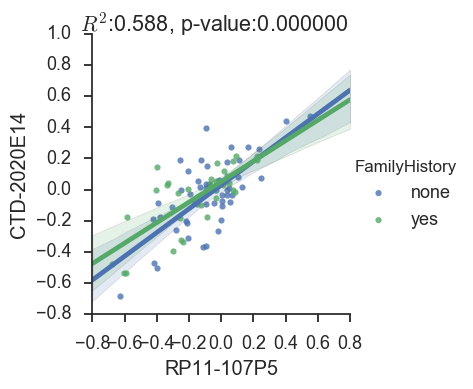 R²:0.588, p-value:0.000000
1.0
0.8
0.6
0.4
0.2
0.0
−0.2
−0.4
−0.6
−0.8
CTD-2020E14
−0.8 −0.6 −0.4 −0.2 0.0 0.2 0.4 0.6 0.8
RP11-107P5
FamilyHistory
none
yes